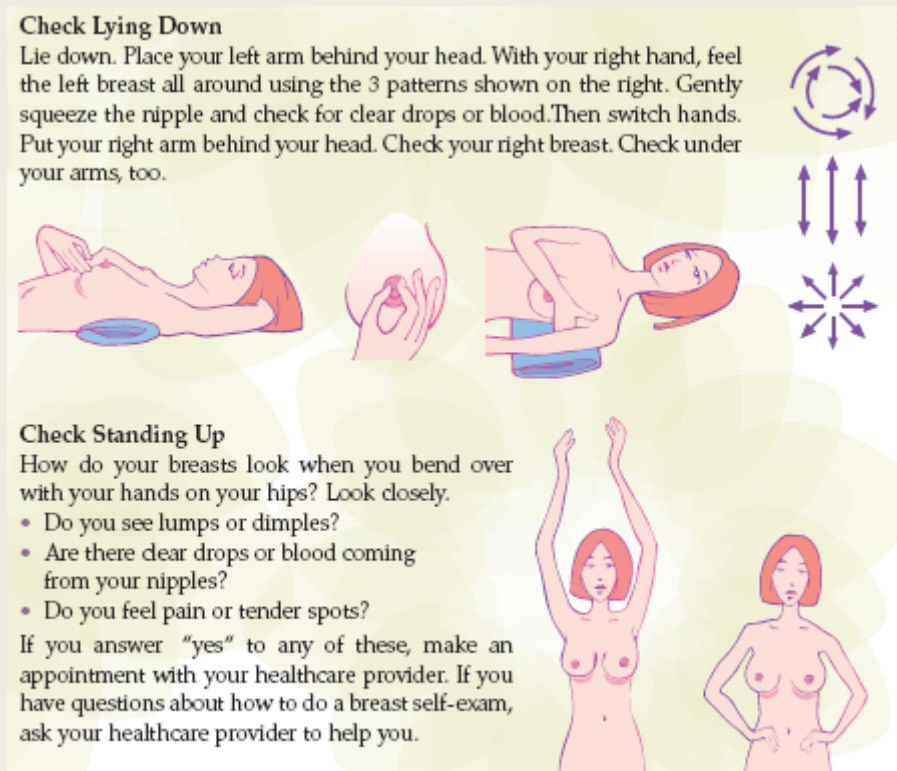 Check Lying Down
Lie down. Place your left arm behind your head. With your right hand, feel
the left breast all around using the 3 patterns shown on the right. Gently
squeeze the nipple and check for clear drops or blood.Then switch hands.
Put your right arm behind your head. Check your right breast. Check under
your arms, too.
Check Standing Up
How do your breasts look when you bend over
with your hands on your hips? Look closely.
• Do you see lumps or dimples?
• Are there clear drops or blood coming
from your nipples?
• Do you feel pain or tender spots?
If you answer "yes" to any of these, make an
appointment with your healthcare provider. If you
have questions about how to do a breast self-exam,
ask your healthcare provider to help you.